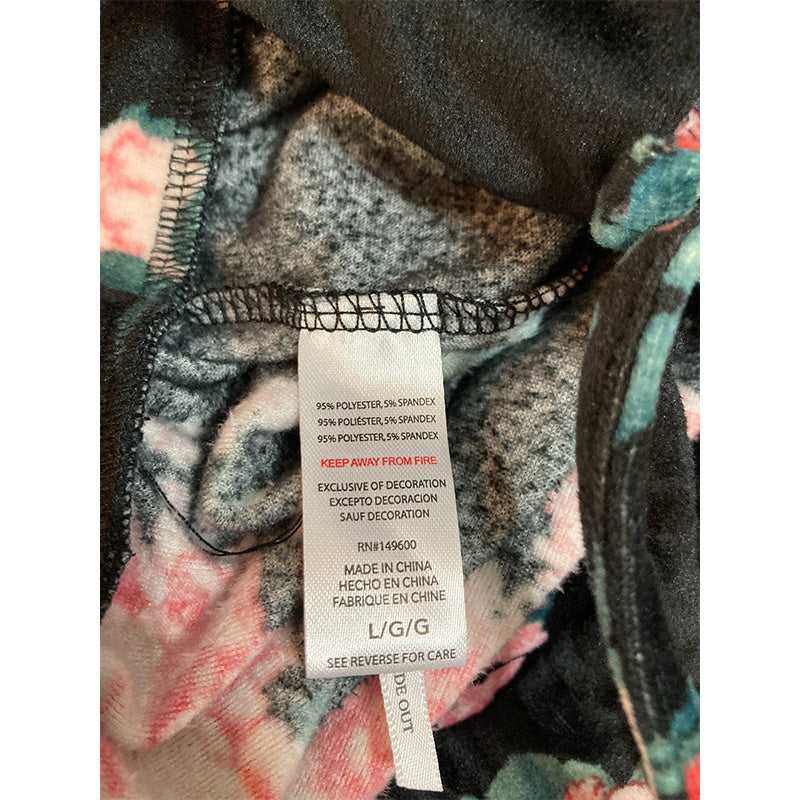 95% POLYESTER, 5% SPANDEX
95% POLIÉSTER, 5% SPANDEX
95% POLYESTER, 5% SPANDEX
KEEP AWAY FROM FIRE
EXCLUSIVE OF DECORATION
EXCEPTO DECORACION
SAUF DECORATION
RN#149600
MADE IN CHINA
HECHO EN CHINA
FABRIQUE EN CHINE
L/G/G
SEE REVERSE FOR CARE
DE OUT